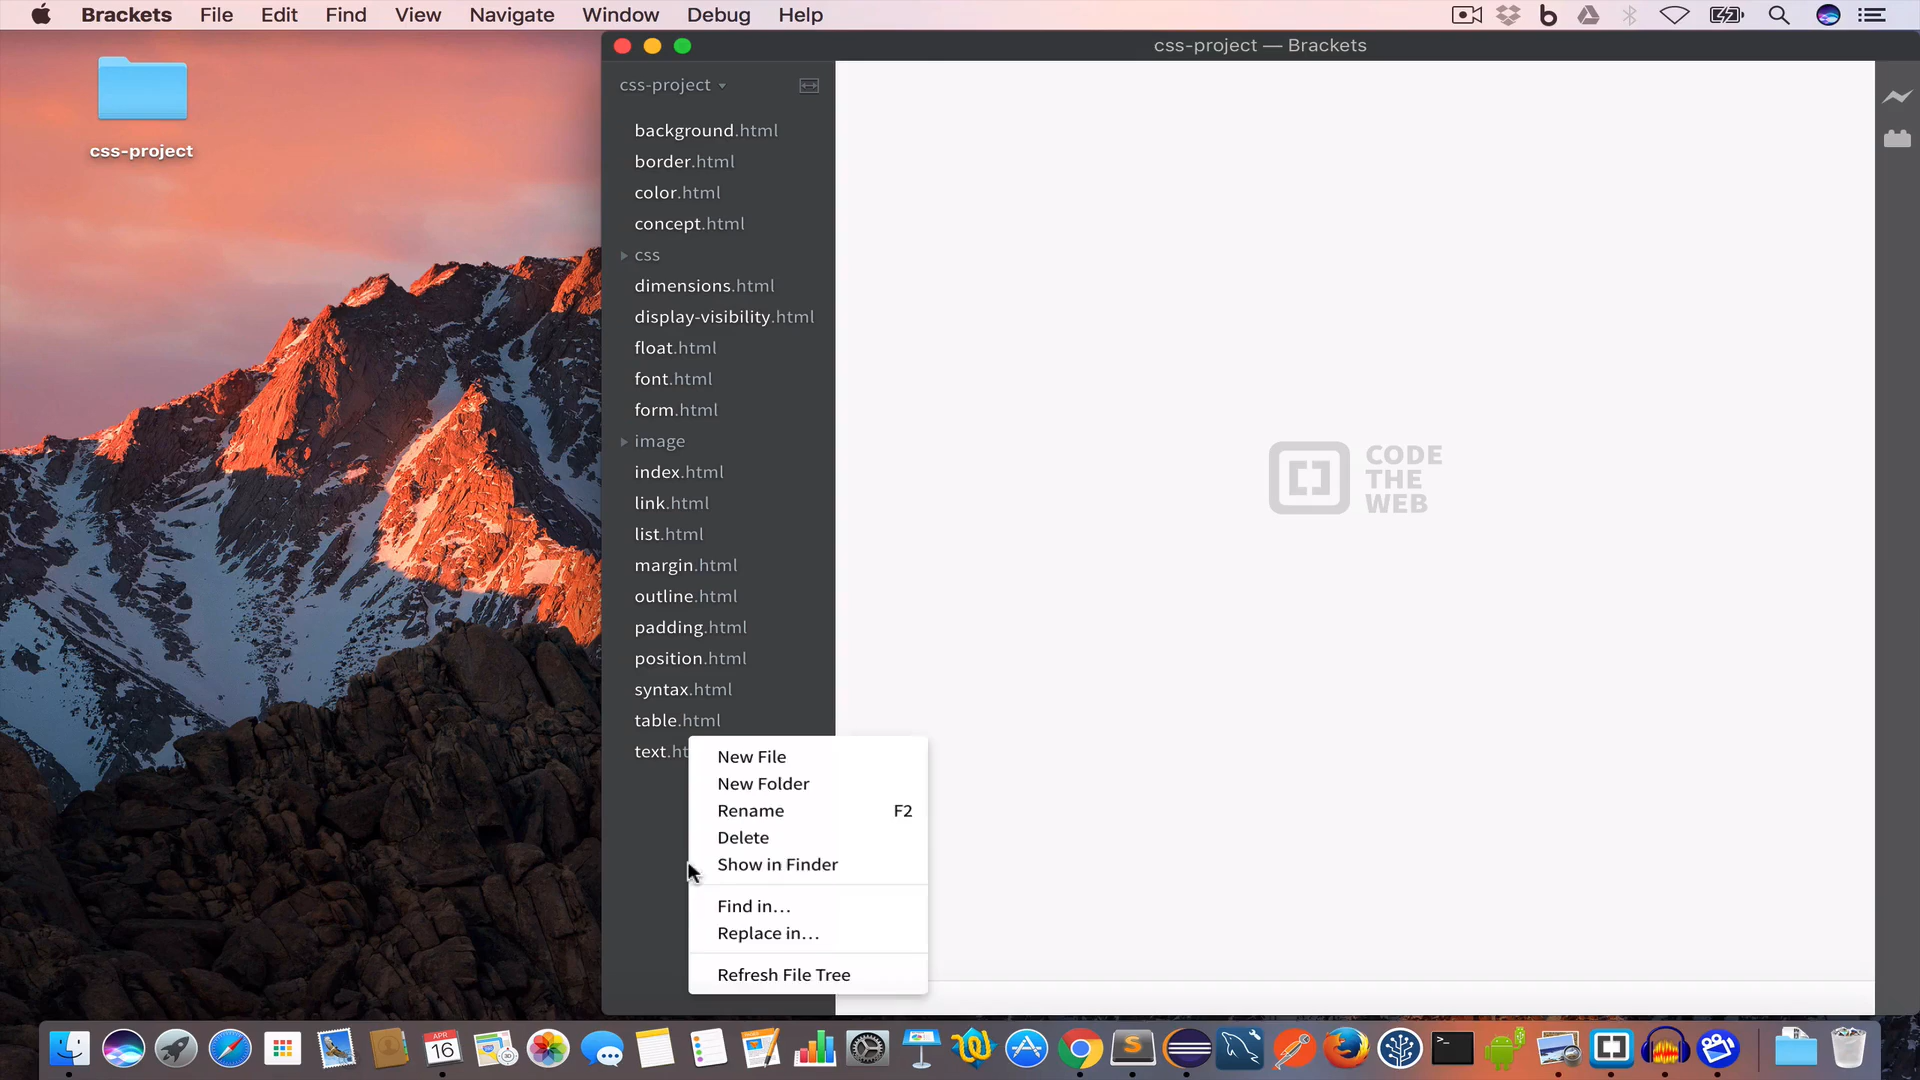 Brackets File Edit Find View Navigate Window Debug Help
css-project — Brackets
css-project
css-project
background.html
border.html
color.html
concept.html
css
dimensions.html
display-visibility.html
float.html
font.html
form.html
image
index.html
link.html
list.html
margin.html
outline.html
padding.html
position.html
syntax.html
table.html
text.ht
CODE
THE
WEB
New File
New Folder
Rename F2
Delete
Show in Finder
Find in...
Replace in...
Refresh File Tree
APR
16